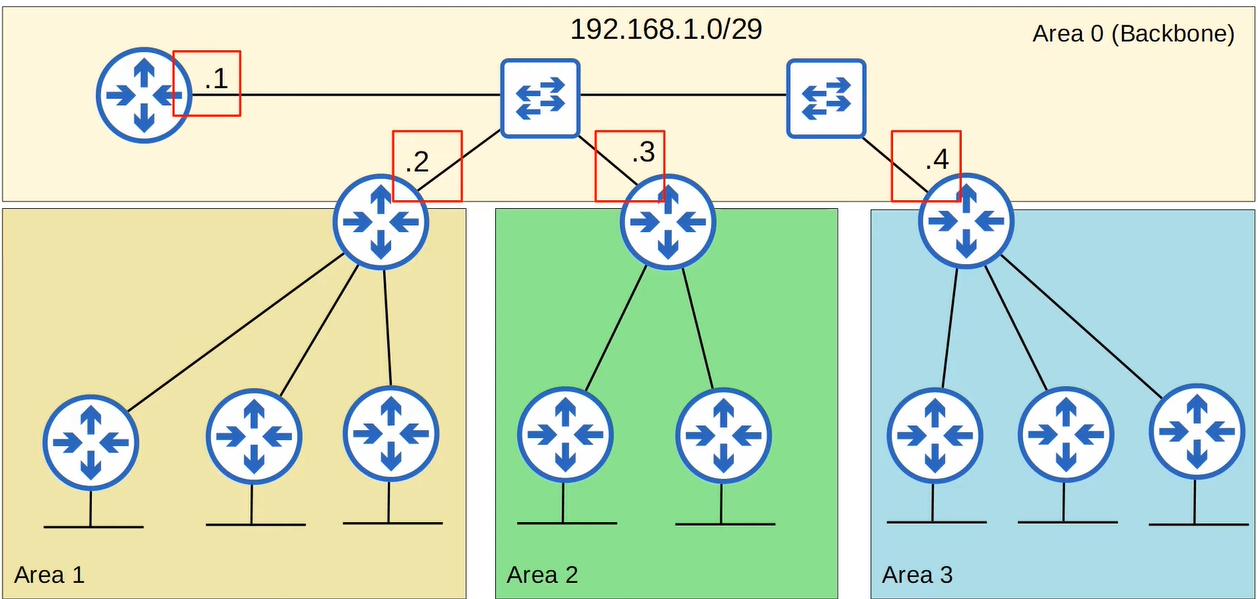 192.168.1.0/29
Area 0 (Backbone)
.1
.2
.3
.4
Area 1
Area 2
Area 3